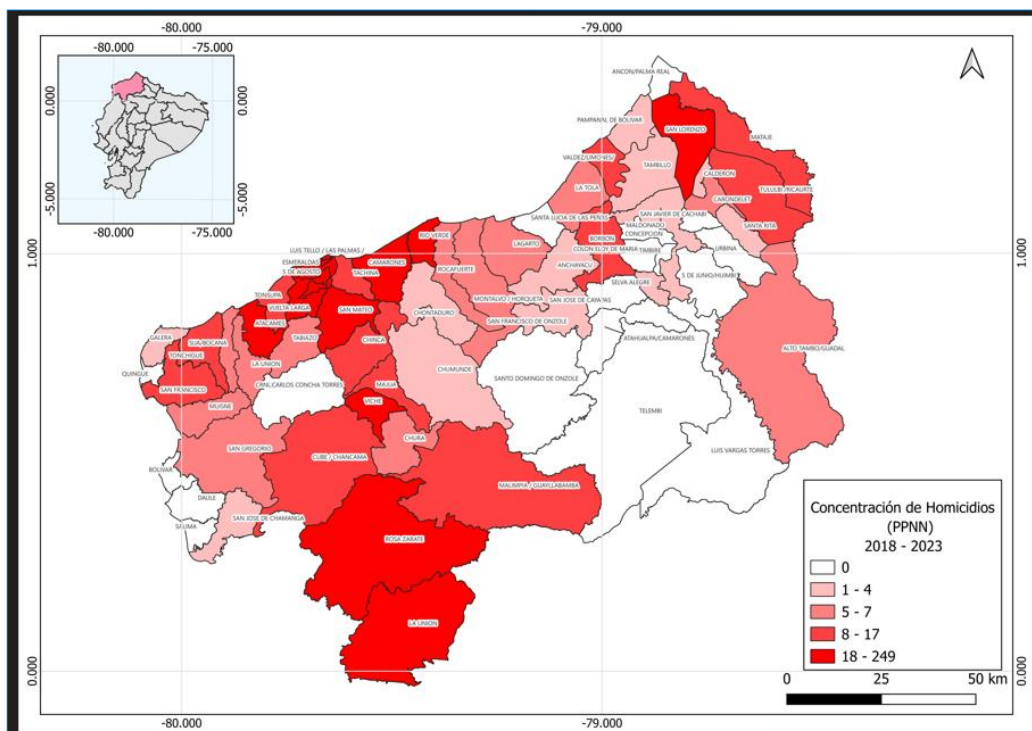 -80.000
-79.000
-80.000
-75.000
0.000
0.000
-5.0000
-5.0000
-80.000
-75.000
1.000
1.000
0.000
0.000
ANCON/PALMA REAL
PAMPANAL DE BOLIVAR
SAN LORENZO
MATAJE
VALDEZ/LIMONES/
TAMBILLO
CALDERON
TULULBI /RICAURTE
LA TOLA
CARONDELET
SANTA LUCIA DE LAS PENAS
SAN JAVIER DE CACHABI
MALDONADO
SANTA RITA
RIO VERDE
LAGARTO
BORBON
CONCEPCION
COLON ELOY DE MARIA
TIMBIRE
URBINA
LUIS TELLO / LAS PALMAS /
ESMERALDAS
CAMARONES
5 DE AGOSTO
TACHINA
ROCAFUERTE
ANCHAYACU
5 DE JUNIO/HUIMBI
SELVA ALEGRE
TONSUPA
VUELTA LARGA
SAN MATEO
CHONTADURO
MONTALVO / HORQUETA
SAN JOSE DE CAYATAS
ATACAMES
SAN FRANCISCO DE ONZOLE
GALERA
SUA/BOCANA
TABIAZO
CHINCA
ATAHUALPA/CAMARONES
TONCHIGUE
ALTO TAMBO/GUADAL
LA UNION
CHUMUNDE
QUINGUE
SANTO DOMINGO DE ONZOLE
CRNL.CARLOS CONCHA TORRES
MAJUA
SAN FRANCISCO
VICHE
MUISNE
TELEMBI
CHURA
SAN GREGORIO
LUIS VARGAS TORRES
CUBE / CHANCAMA
BOLIVAR
MALIMPIA / GUAYLLABAMBA
DAULE
SAN JOSE DE CHAMANGA
SALIMA
ROSA ZARATE
LA UNION
Concentración de Homicidios
(PPNN)
2018 - 2023
0
1 - 4
5 - 7
8 - 17
18 - 249
0
25
50 km
-80.000
-79.000